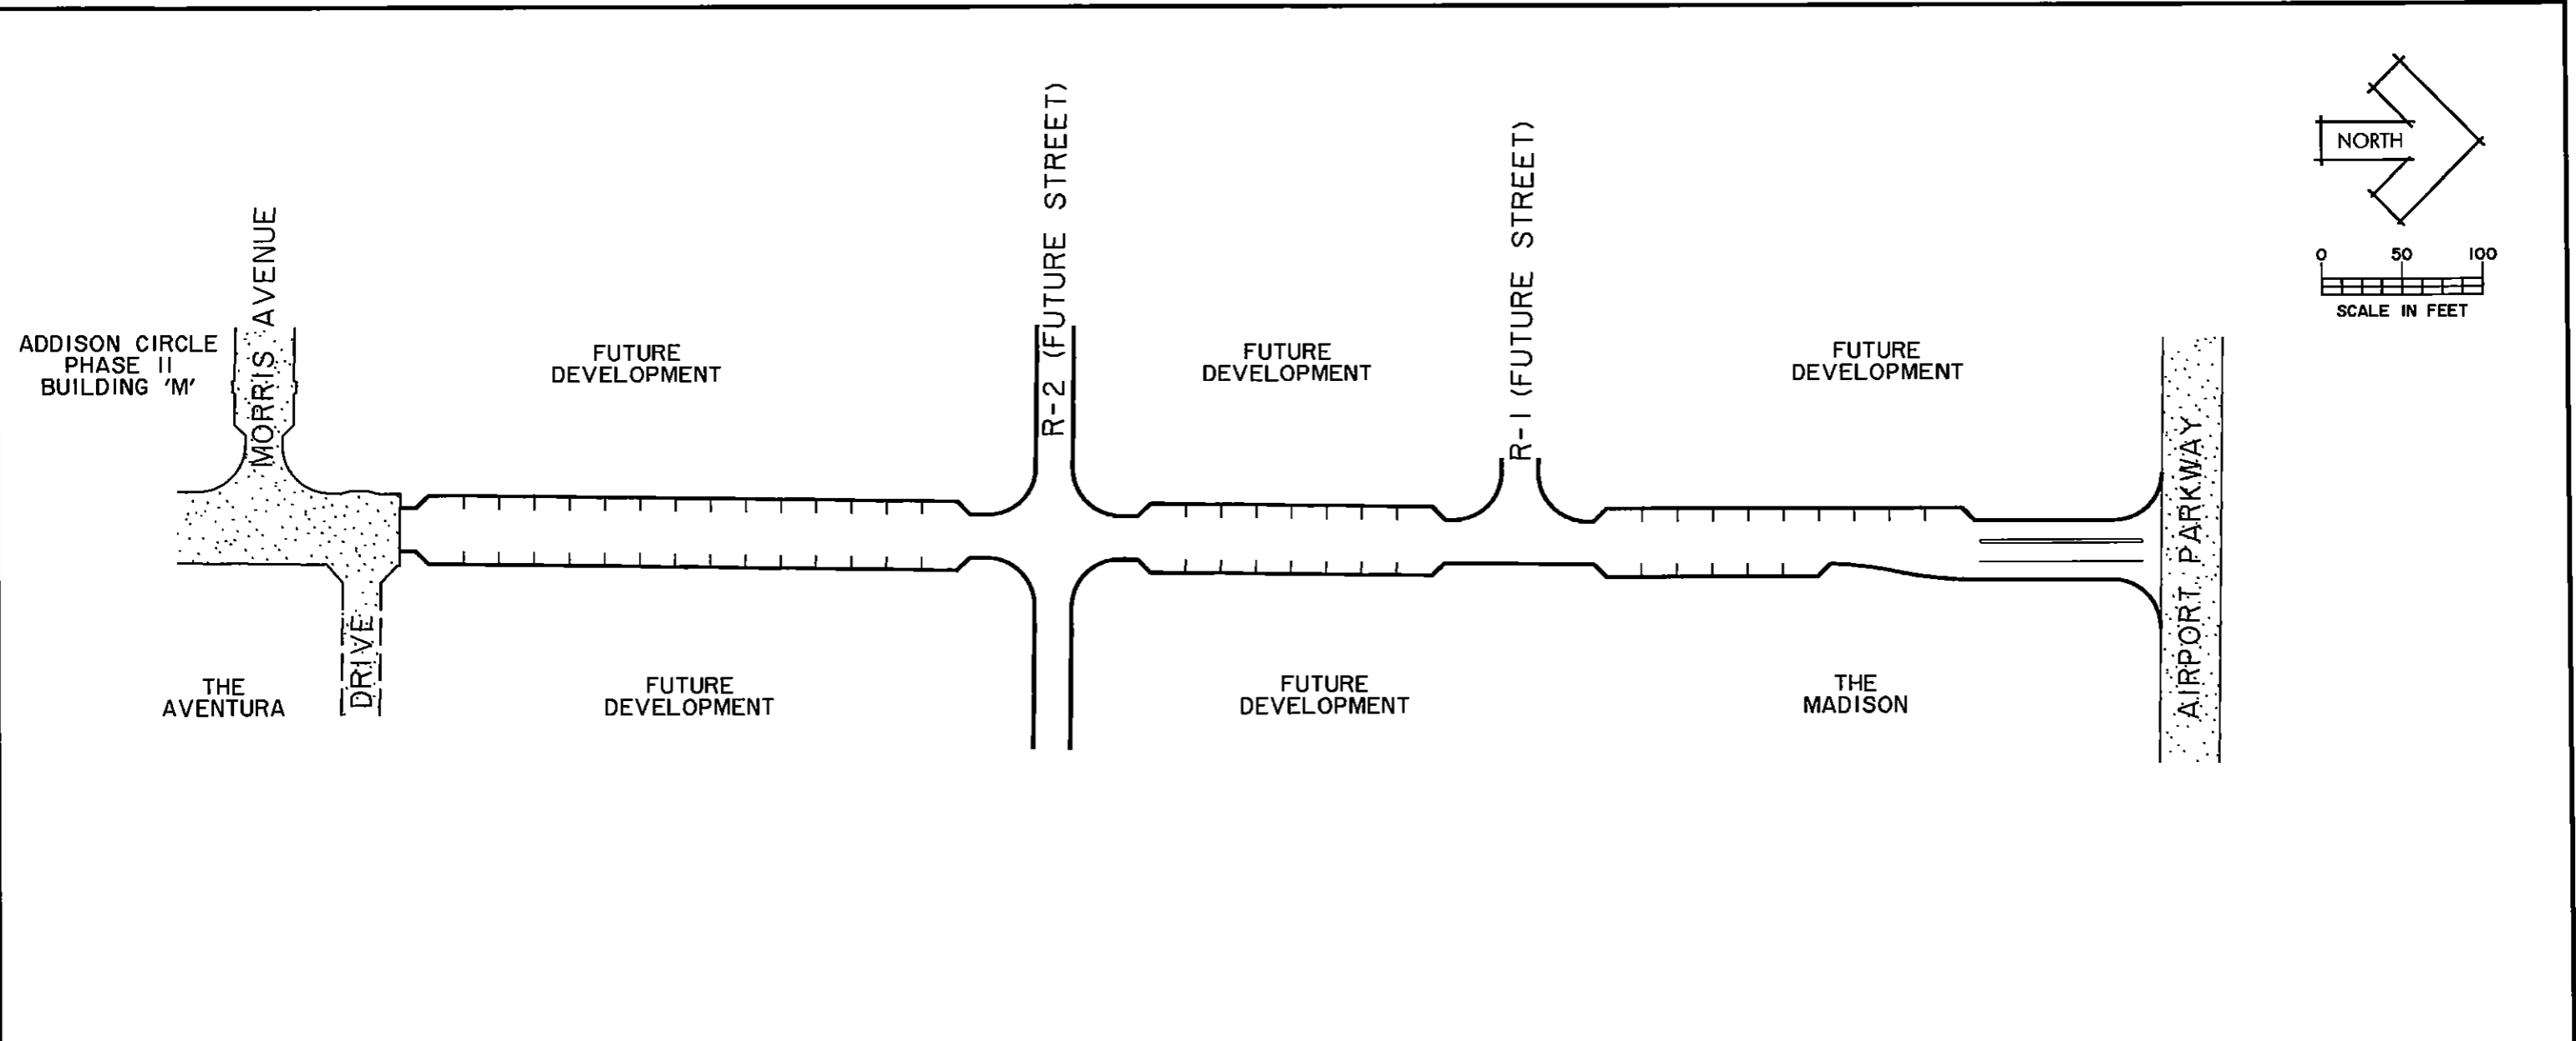 NORTH
0 50 100
SCALE IN FEET
MORRIS AVENUE
R-2 (FUTURE STREET)
R-1 (FUTURE STREET)
ADDISON CIRCLE
PHASE II
BUILDING 'M'
FUTURE
DEVELOPMENT
FUTURE
DEVELOPMENT
FUTURE
DEVELOPMENT
AIRPORT PARKWAY
THE
AVENTURA
DRIVE
FUTURE
DEVELOPMENT
FUTURE
DEVELOPMENT
THE
MADISON